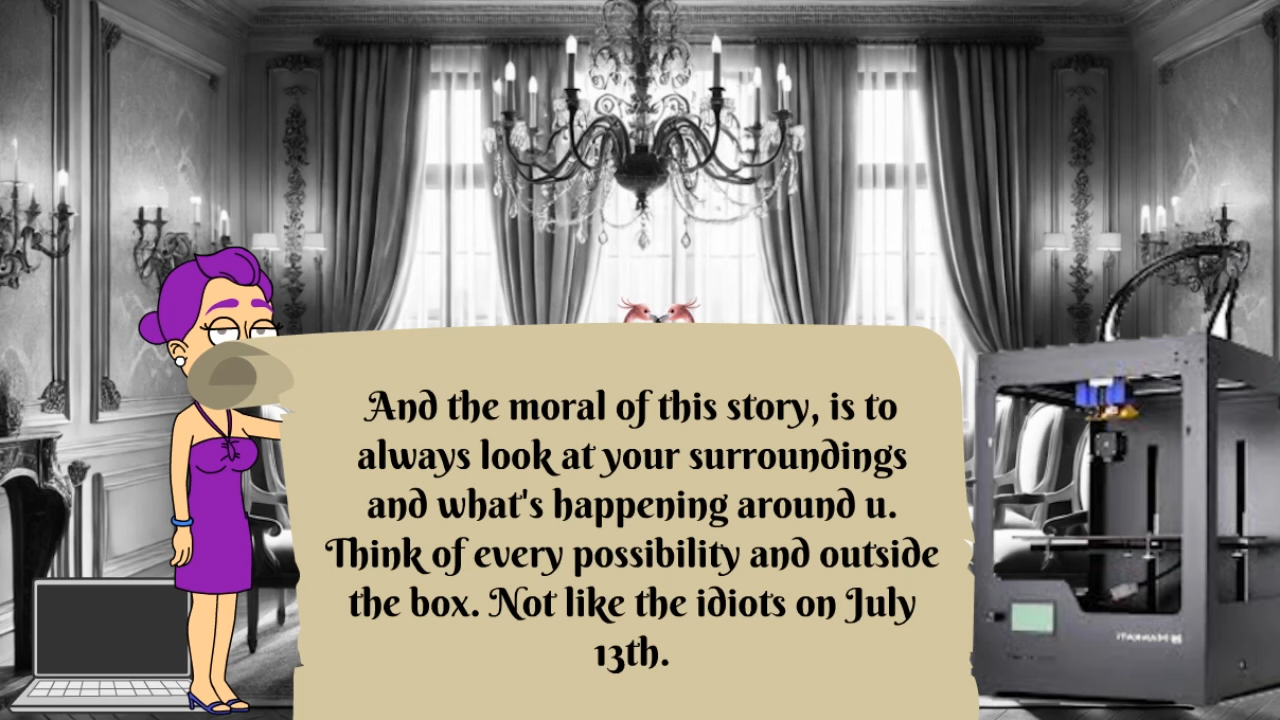 And the moral of this story, is to
always look at your surroundings
and what's happening around u.
Think of every possibility and outside
the box. Not like the idiots on July
13th.